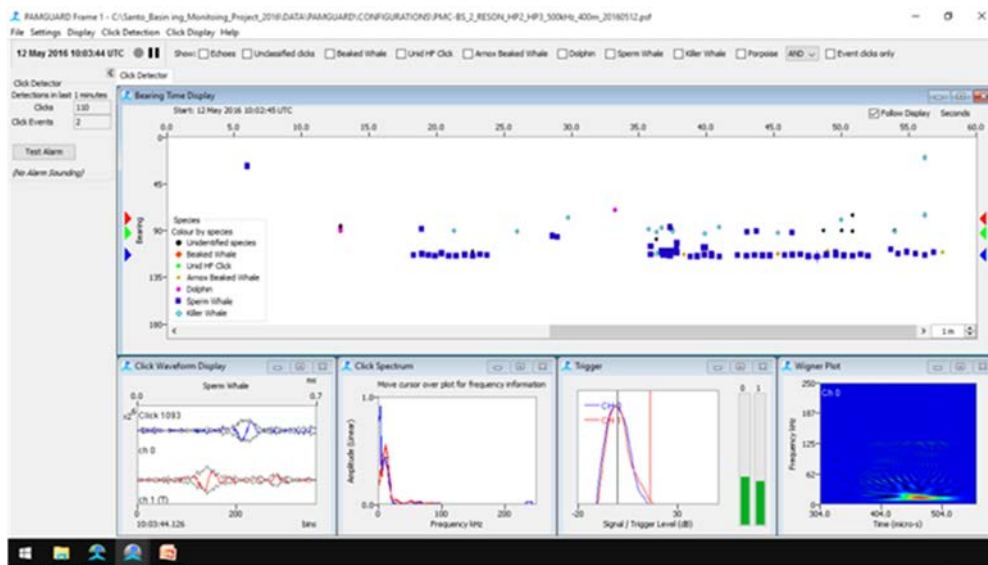 PAMGUARD Frame 1 - C:\Santo_Basin ing_Monitoing_Project_2016\DATA\PAMGUARD\CONFIGURATIONS\PMC-BS_2_RESON_HP2_HP3_500kHz_400m_20160512.psf
File Settings Display Click Detection Click Display Help
12 May 2016 10:03:44 UTC Show: Echoes Unclassified clicks Beaked Whale Unid HF Click Arnox Beaked Whale Dolphin Sperm Whale Killer Whale Porpoise AND Event clicks only
Click Detector
Detections in last 1 minutes
Clicks 110
Click Events 2
Test Alarm
(No Alarm Sounding)
Click Detector
Bearing Time Display
Start: 12 May 2016 10:02:45 UTC
Follow Display Seconds
0.0 5.0 10.0 15.0 20.0 25.0 30.0 35.0 40.0 45.0 50.0 55.0 60.0
0
45
90
135
180
Bearing
Species
Colour by species
Unidentified species
Beaked Whale
Unid HF Click
Arnox Beaked Whale
Dolphin
Sperm Whale
Killer Whale
1 m
Click Waveform Display
Sperm Whale ms
0.0 0.7
Click 1093
ch 0
ch 1 (T)
200
10:03:44.126 bins
Click Spectrum
Move cursor over plot for frequency information
1.0
0.0
Amplitude (Linear)
0 200
Frequency kHz
Trigger
0 1
-20 30
Signal / Trigger Level (dB)
Wigner Plot
Ch 0
250
187
125
62
0.0
Frequency kHz
304.0 404.0 504.0
Time (micro-s)